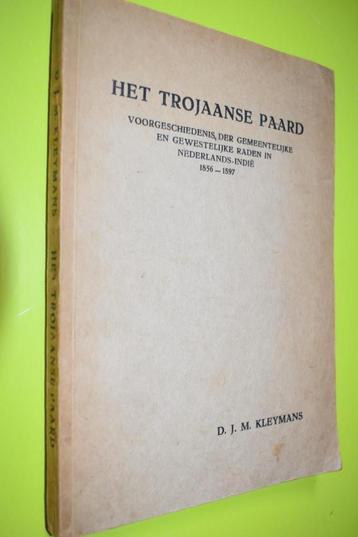 HET TROJAANSE PAARD
VOORGESCHIEDENIS, DER GEMEENTELIJKE
EN GEWESTELIJKE RADEN IN
NEDERLANDS-INDIË
1856 — 1897
D. J. M. KLEYMANS
D. J. M. KLEYMANS - HET TROJAANSE PAARD